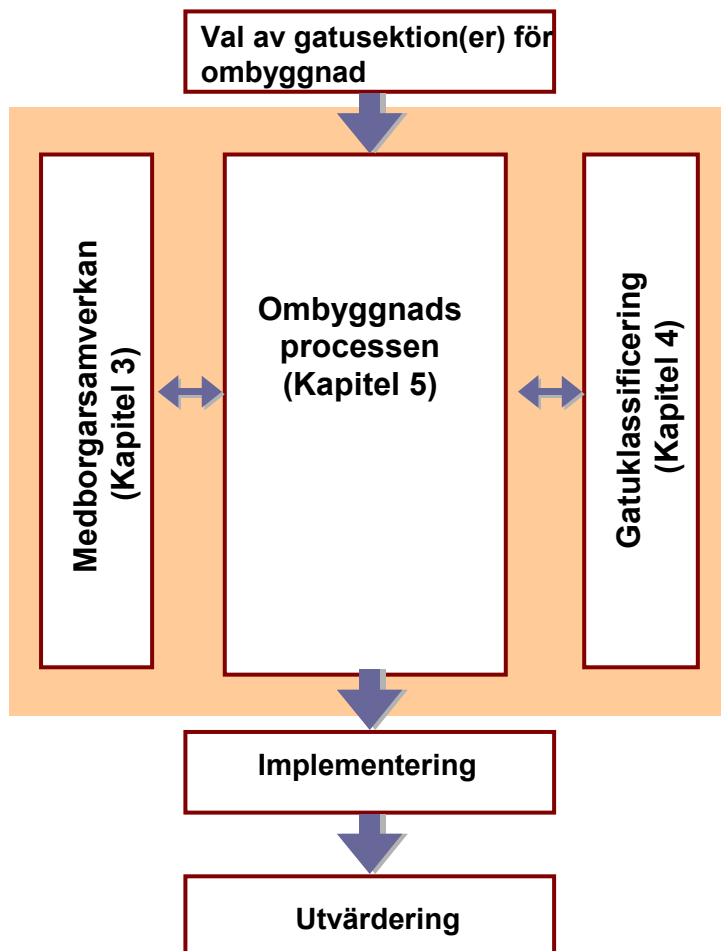 Val av gatusektion(er) för
ombyggnad
Medborgarsamverkan
(Kapitel 3)
Ombyggnads
processen
(Kapitel 5)
Gatuklassificering
(Kapitel 4)
Implementering
Utvärdering